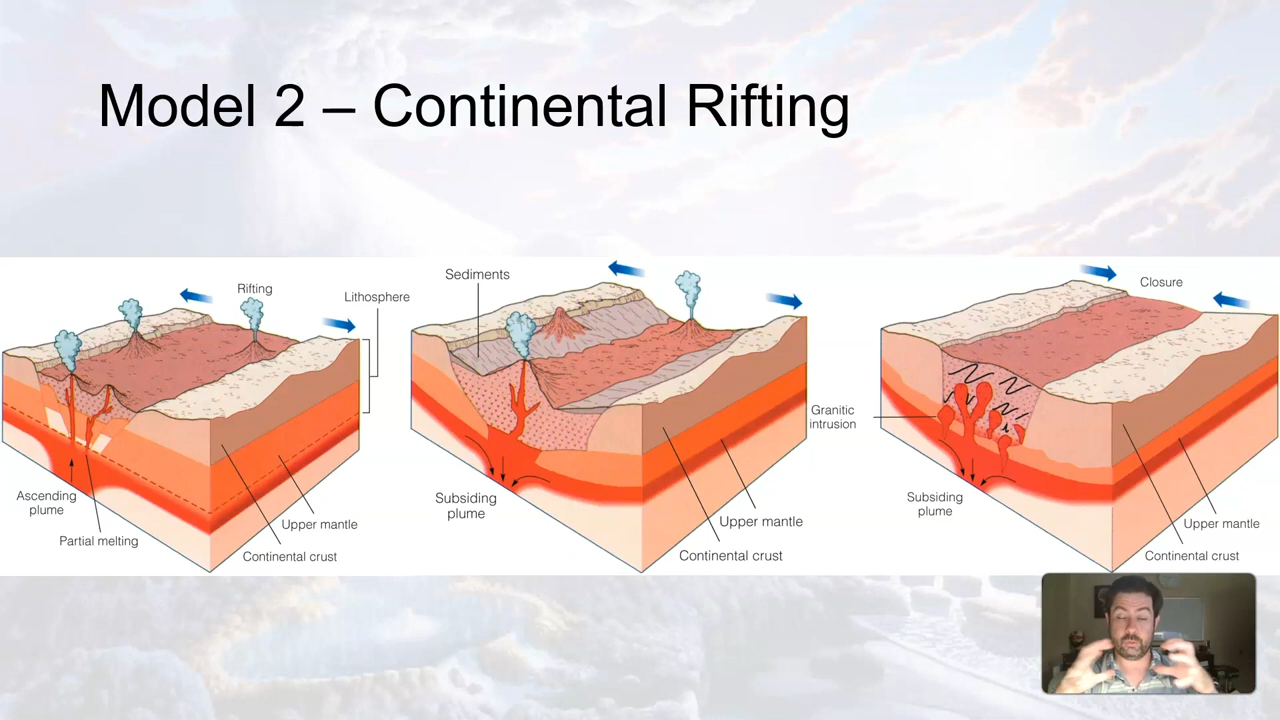 Model 2 – Continental Rifting
Rifting
Lithosphere
Ascending
plume
Partial melting
Upper mantle
Continental crust
Sediments
Subsiding
plume
Upper mantle
Continental crust
Closure
Granitic
intrusion
Subsiding
plume
Upper mantle
Continental crust